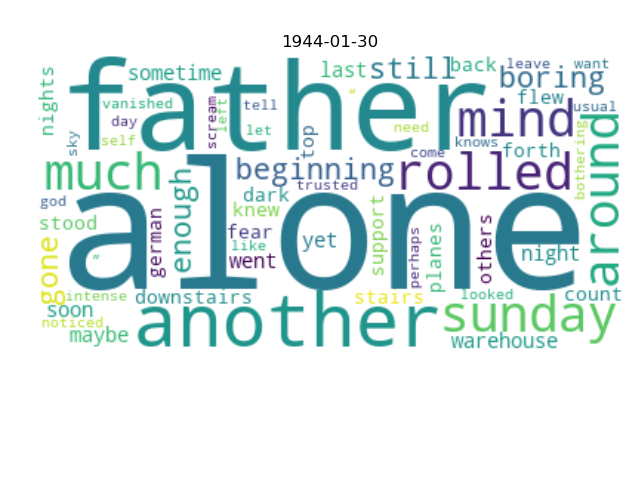 1944-01-30
nights
sometime
last
still
back
leave
want
boring
father
vanished
day
self
sky
scream
left
tell
let
"
top
need
mind
flew
usual
knows
come
forth
bothering
around
much
enough
beginning
rolled
trusted
alone
god
stood
gone
"
german
dark
knew
fear
like
went
yet
support
perhaps
planes
others
night
intense
downstairs
stairs
looked
count
soon
noticed
maybe
another
sunday
warehouse